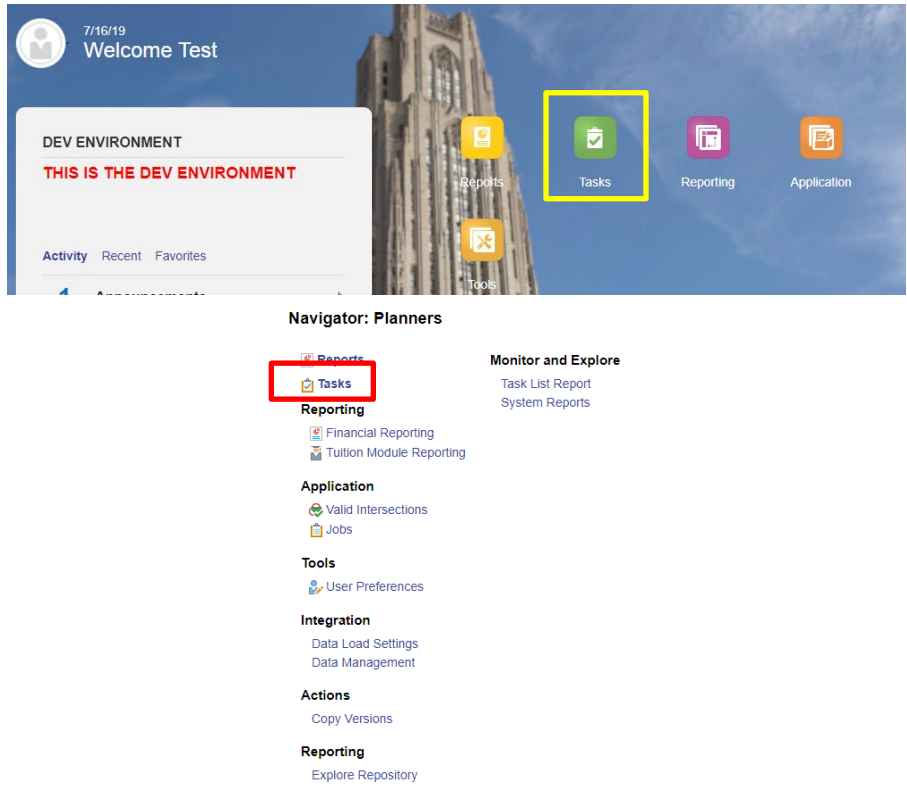 7/16/19
Welcome Test
DEV ENVIRONMENT
THIS IS THE DEV ENVIRONMENT
Activity Recent Favorites
1 Announcements
Reports
Tasks
Reporting
Application
Tools
Navigator: Planners
Reports
Tasks
Reporting
Financial Reporting
Tuition Module Reporting
Application
Valid Intersections
Jobs
Tools
User Preferences
Integration
Data Load Settings
Data Management
Actions
Copy Versions
Reporting
Explore Repository
Monitor and Explore
Task List Report
System Reports